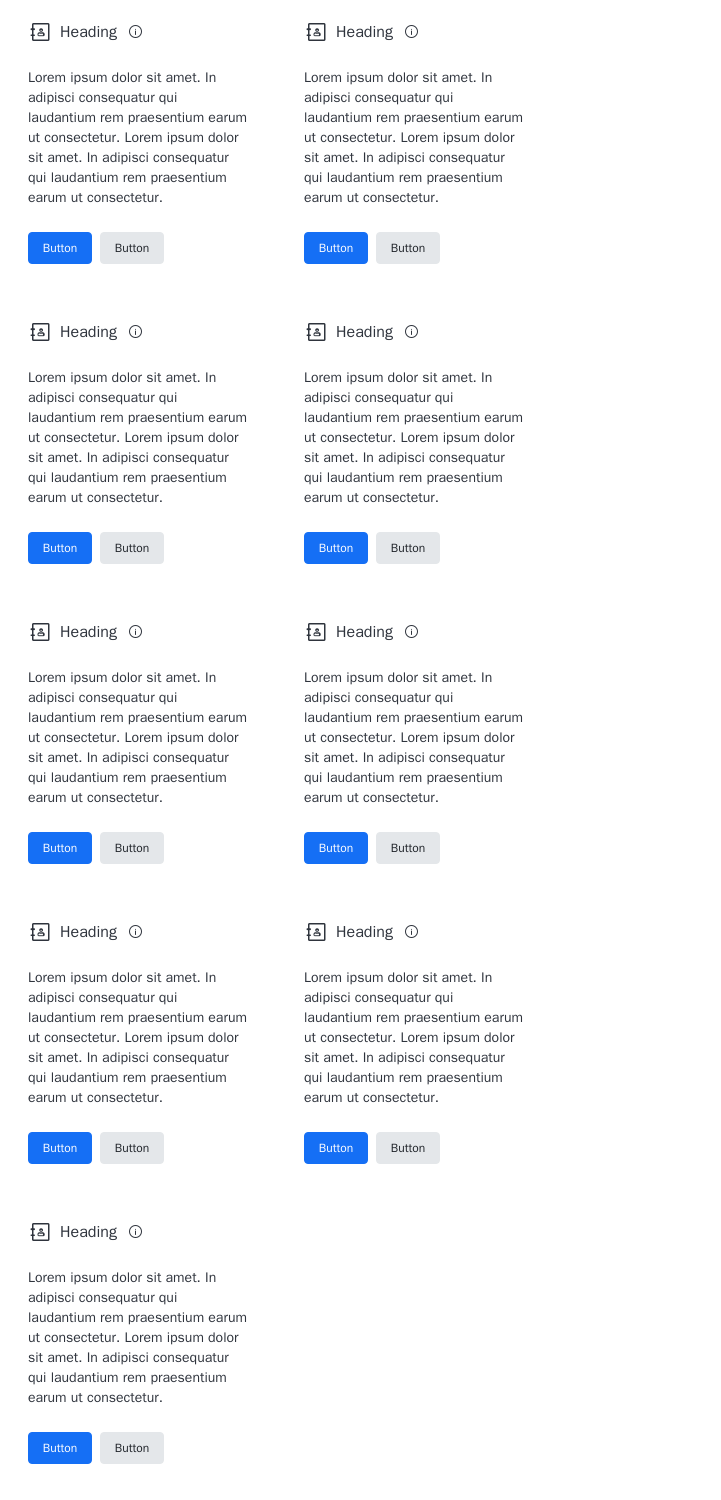 Heading
Lorem ipsum dolor sit amet. In
adipisci consequatur qui
laudantium rem praesentium earum
ut consectetur. Lorem ipsum dolor
sit amet. In adipisci consequatur
qui laudantium rem praesentium
earum ut consectetur.
Button Button
Heading
Lorem ipsum dolor sit amet. In
adipisci consequatur qui
laudantium rem praesentium earum
ut consectetur. Lorem ipsum dolor
sit amet. In adipisci consequatur
qui laudantium rem praesentium
earum ut consectetur.
Button Button
Heading
Lorem ipsum dolor sit amet. In
adipisci consequatur qui
laudantium rem praesentium earum
ut consectetur. Lorem ipsum dolor
sit amet. In adipisci consequatur
qui laudantium rem praesentium
earum ut consectetur.
Button Button
Heading
Lorem ipsum dolor sit amet. In
adipisci consequatur qui
laudantium rem praesentium earum
ut consectetur. Lorem ipsum dolor
sit amet. In adipisci consequatur
qui laudantium rem praesentium
earum ut consectetur.
Button Button
Heading
Lorem ipsum dolor sit amet. In
adipisci consequatur qui
laudantium rem praesentium earum
ut consectetur. Lorem ipsum dolor
sit amet. In adipisci consequatur
qui laudantium rem praesentium
earum ut consectetur.
Button Button
Heading
Lorem ipsum dolor sit amet. In
adipisci consequatur qui
laudantium rem praesentium earum
ut consectetur. Lorem ipsum dolor
sit amet. In adipisci consequatur
qui laudantium rem praesentium
earum ut consectetur.
Button Button
Heading
Lorem ipsum dolor sit amet. In
adipisci consequatur qui
laudantium rem praesentium earum
ut consectetur. Lorem ipsum dolor
sit amet. In adipisci consequatur
qui laudantium rem praesentium
earum ut consectetur.
Button Button
Heading
Lorem ipsum dolor sit amet. In
adipisci consequatur qui
laudantium rem praesentium earum
ut consectetur. Lorem ipsum dolor
sit amet. In adipisci consequatur
qui laudantium rem praesentium
earum ut consectetur.
Button Button
Heading
Lorem ipsum dolor sit amet. In
adipisci consequatur qui
laudantium rem praesentium earum
ut consectetur. Lorem ipsum dolor
sit amet. In adipisci consequatur
qui laudantium rem praesentium
earum ut consectetur.
Button Button